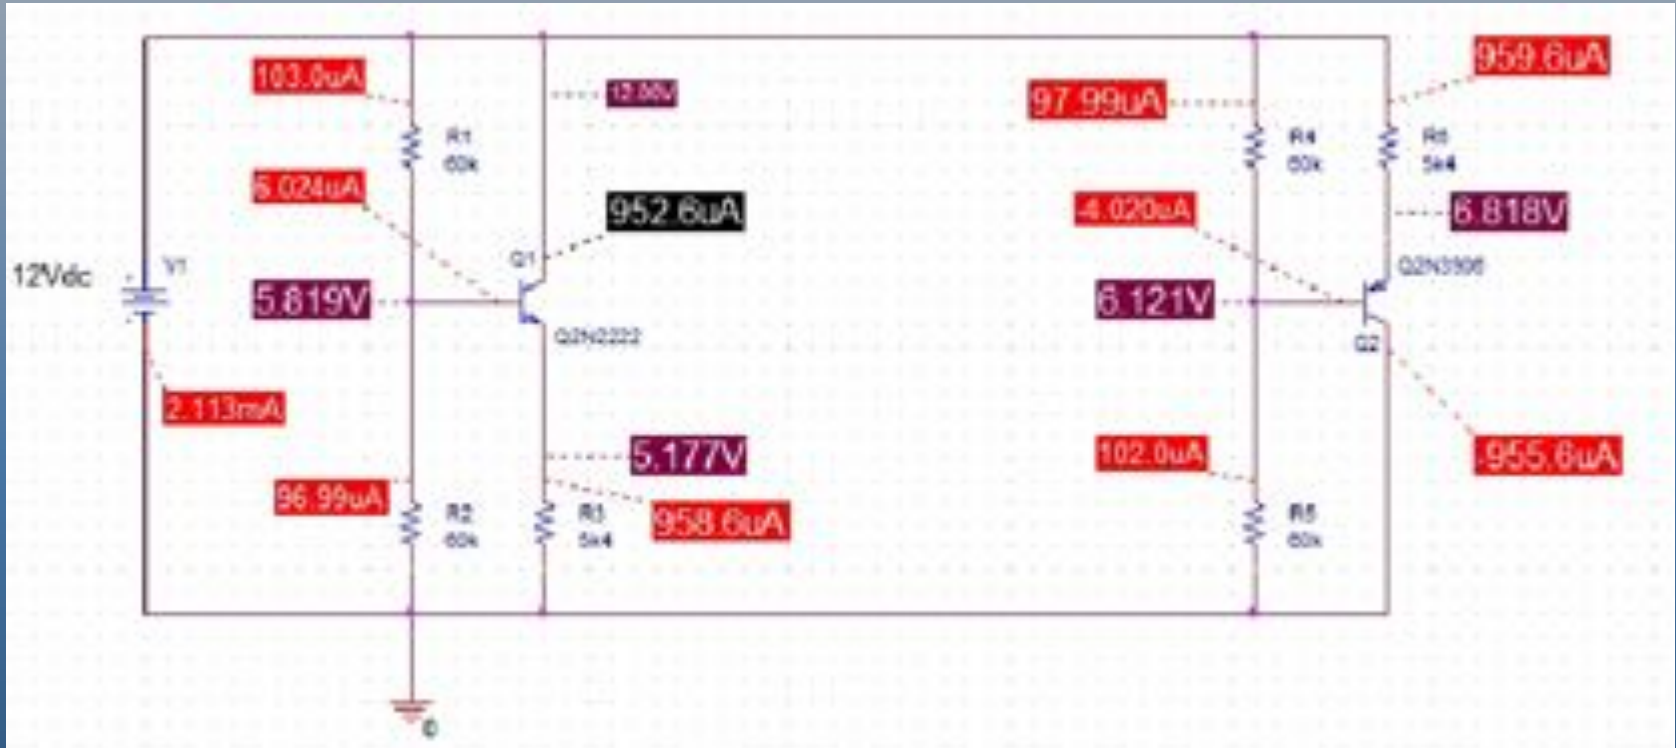 103.0uA
12.00V
97.99uA
959.6uA
R1
60k
R4
60k
5k4
6.024uA
952.6uA
-4.020uA
6.818V
Q1
12Vdc
V1
5.819V
6.121V
Q2N2222
Q2
2.113mA
5.177V
102.0uA
.955.6uA
96.99uA
958.6uA
R2
60k
R3
5k4
R5
60k
0